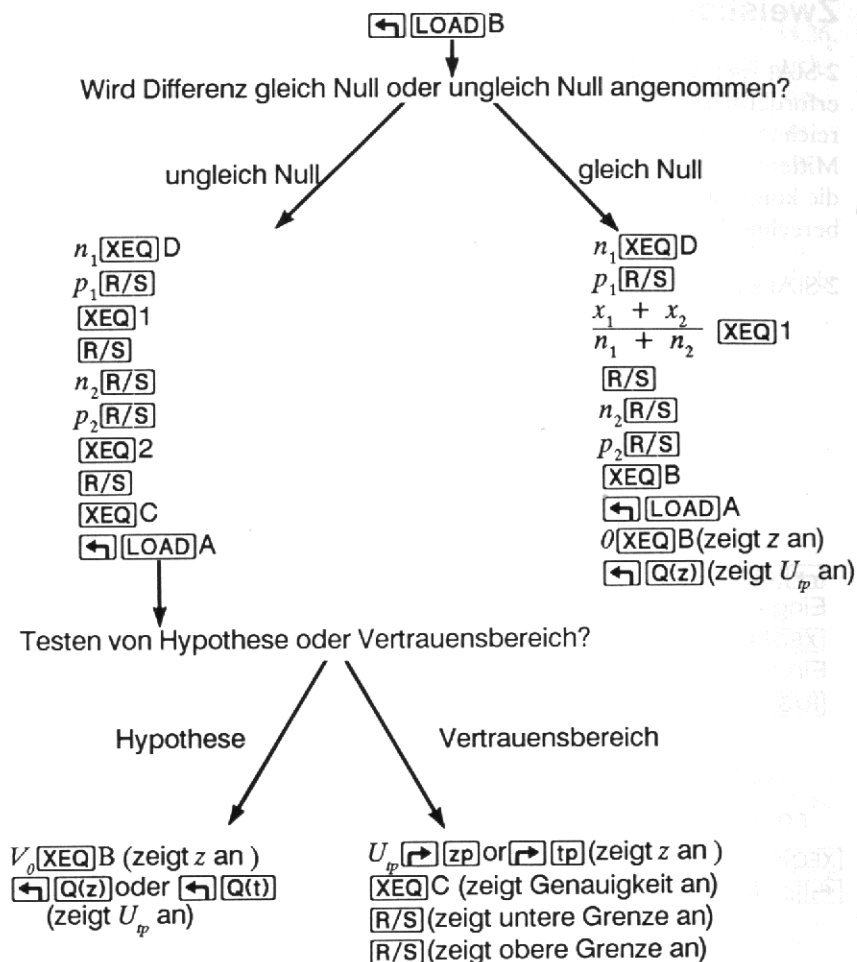 [↰] [LOAD] B
Wird Differenz gleich Null oder ungleich Null angenommen?
ungleich Null
n₁ [XEQ] D
p₁ [R/S]
[XEQ] 1
[R/S]
n₂ [R/S]
p₂ [R/S]
[XEQ] 2
[R/S]
[XEQ] C
[↰] [LOAD] A
gleich Null
n₁ [XEQ] D
p₁ [R/S]
x₁ + x₂
n₁ + n₂ [XEQ] 1
[R/S]
n₂ [R/S]
p₂ [R/S]
[XEQ] B
[↰] [LOAD] A
0 [XEQ] B (zeigt z an)
[↰] [Q(z)] (zeigt Uₜₚ an)
Testen von Hypothese oder Vertrauensbereich?
Hypothese
V₀ [XEQ] B (zeigt z an )
[↰] [Q(z)] oder [↰] [Q(t)]
(zeigt Uₜₚ an)
Vertrauensbereich
Uₜₚ [↱] [zp] or [↱] [tp] (zeigt z an )
[XEQ] C (zeigt Genauigkeit an)
[R/S] (zeigt untere Grenze an)
[R/S] (zeigt obere Grenze an)